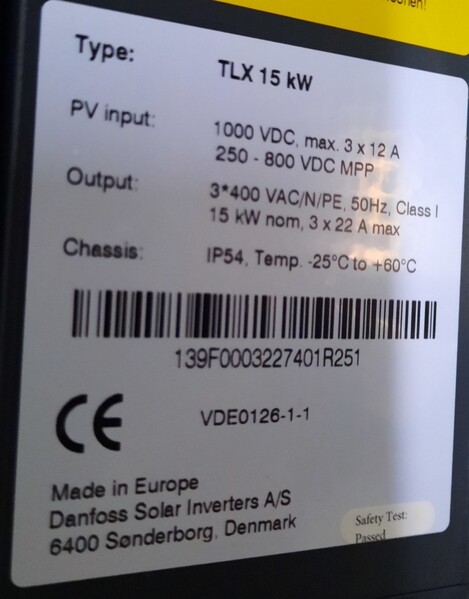 Type: TLX 15 kW
PV input: 1000 VDC, max. 3 x 12 A
250 - 800 VDC MPP
Output: 3*400 VAC/N/PE, 50Hz, Class I
15 kW nom, 3 x 22 A max
Chassis: IP54, Temp. -25°C to +60°C
139F0003227401R251
CE VDE0126-1-1
Made in Europe
Danfoss Solar Inverters A/S
6400 Sønderborg, Denmark
Safety Test:
Passed